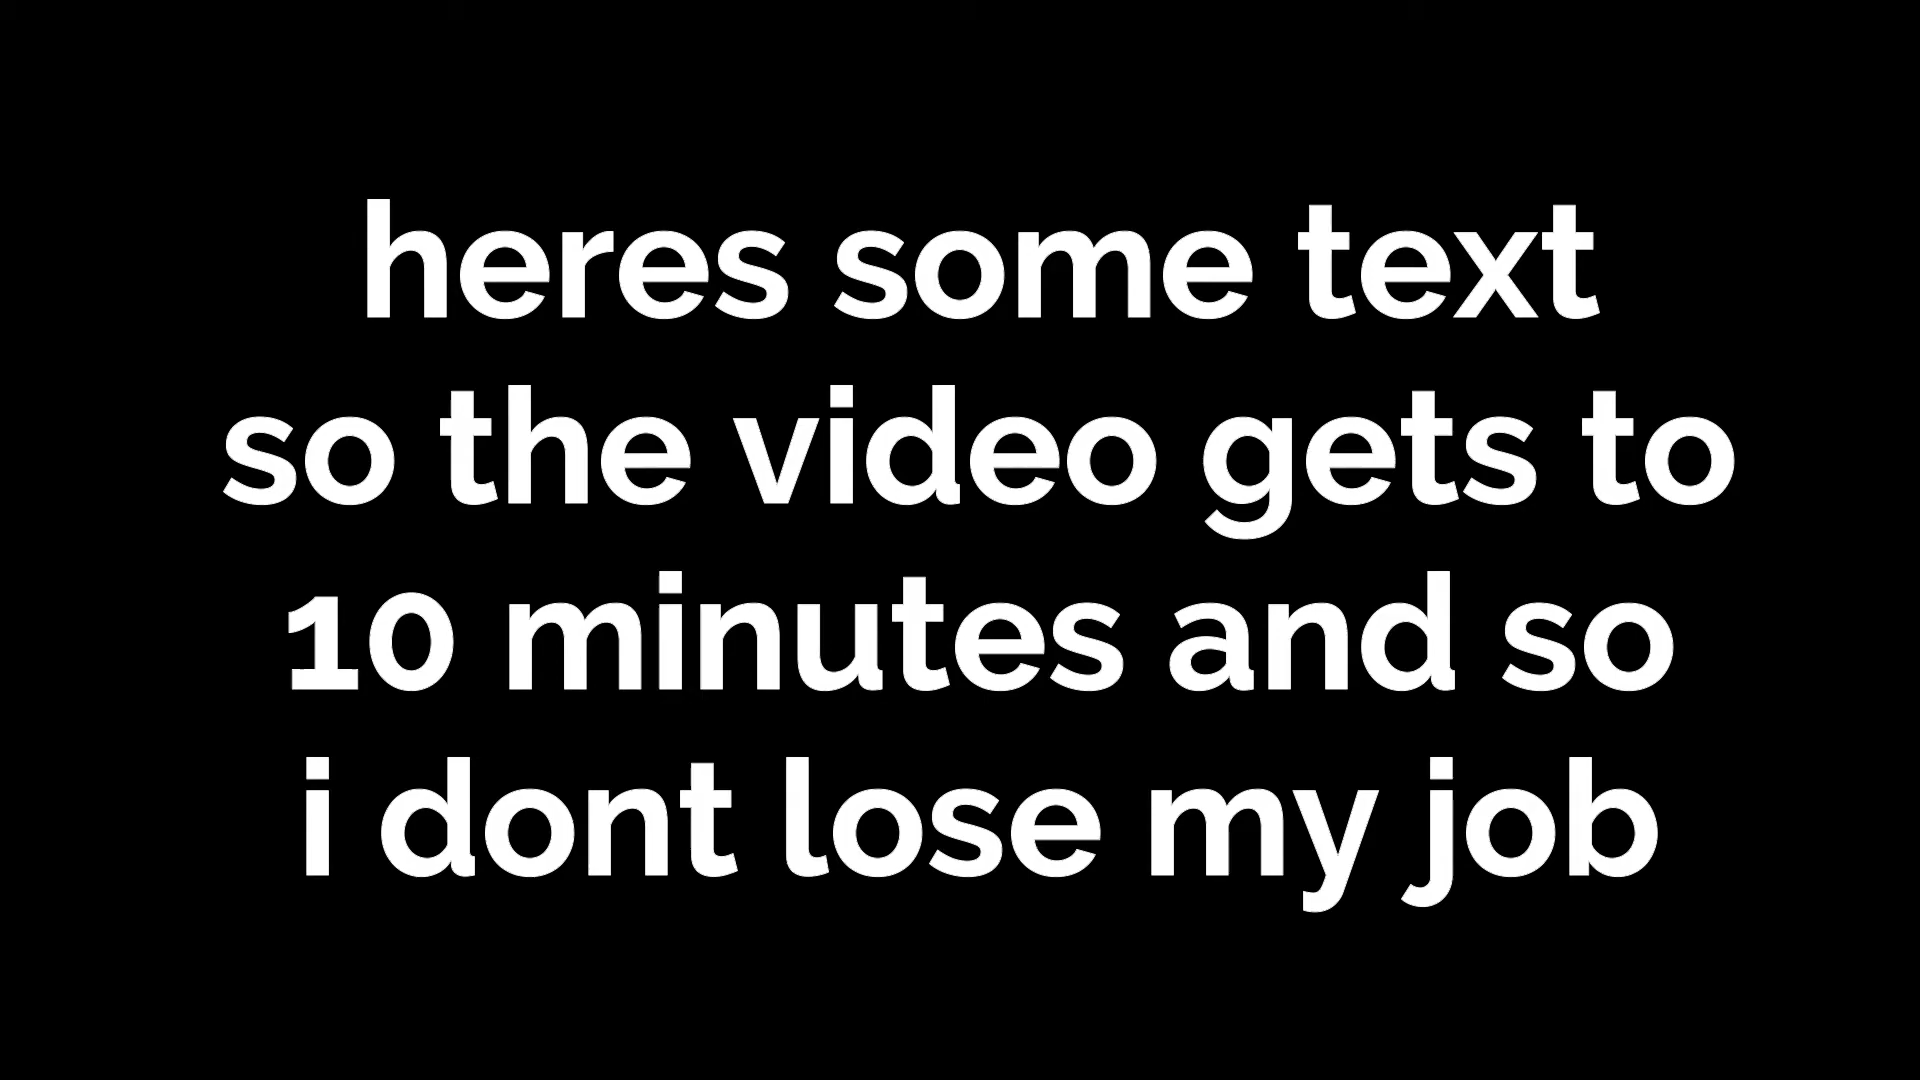 heres some text
so the video gets to
10 minutes and so
i dont lose my job